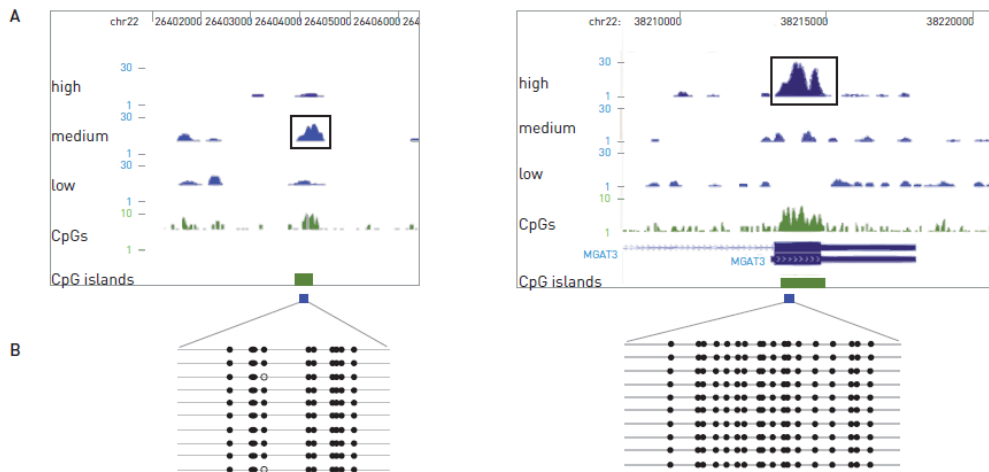 A
chr22 26402000 26403000 26404000 26405000 26406000 264
30
high
1
30
medium
1
30
low
1
10
CpGs
1
CpG islands
chr22: 38210000 38215000 38220000
30
high
1
30
medium
1
30
low
1
10
CpGs
1
MGAT3
MGAT3
CpG islands
B